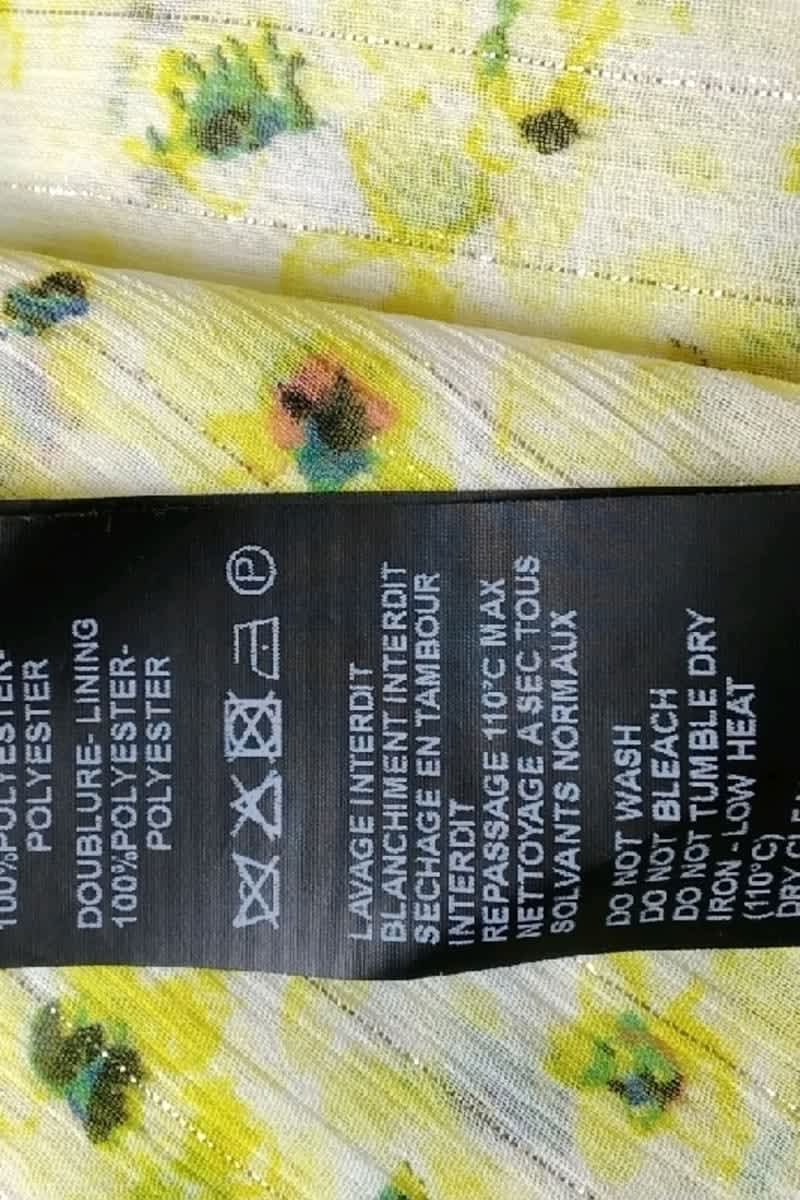 POLYESTER
DOUBLURE- LINING
100%POLYESTER-
POLYESTER
P
LAVAGE INTERDIT
BLANCHIMENT INTERDIT
SECHAGE EN TAMBOUR
INTERDIT
REPASSAGE 110°C MAX
NETTOYAGE A SEC TOUS
SOLVANTS NORMAUX
DO NOT WASH
DO NOT BLEACH
DO NOT TUMBLE DRY
IRON - LOW HEAT
(110°C)
DRY